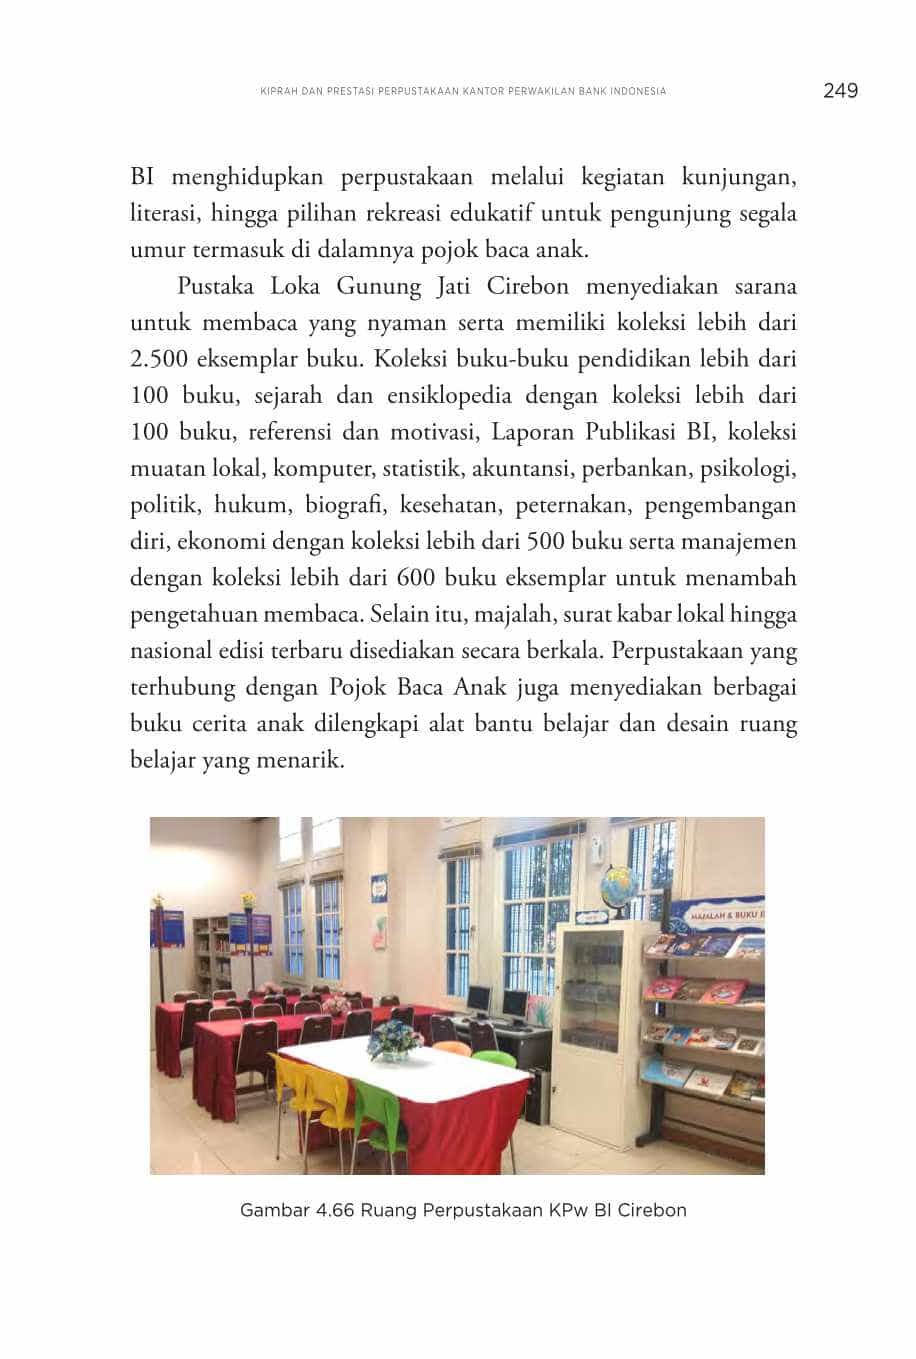 KIPRAH DAN PRESTASI PERPUSTAKAAN KANTOR PERWAKILAN BANK INDONESIA
249
BI menghidupkan perpustakaan melalui kegiatan kunjungan,
literasi, hingga pilihan rekreasi edukatif untuk pengunjung segala
umur termasuk di dalamnya pojok baca anak.
Pustaka Loka Gunung Jati Cirebon menyediakan sarana
untuk membaca yang nyaman serta memiliki koleksi lebih dari
2.500 eksemplar buku. Koleksi buku-buku pendidikan lebih dari
100 buku, sejarah dan ensiklopedia dengan koleksi lebih dari
100 buku, referensi dan motivasi, Laporan Publikasi BI, koleksi
muatan lokal, komputer, statistik, akuntansi, perbankan, psikologi,
politik, hukum, biografi, kesehatan, peternakan, pengembangan
diri, ekonomi dengan koleksi lebih dari 500 buku serta manajemen
dengan koleksi lebih dari 600 buku eksemplar untuk menambah
pengetahuan membaca. Selain itu, majalah, surat kabar lokal hingga
nasional edisi terbaru disediakan secara berkala. Perpustakaan yang
terhubung dengan Pojok Baca Anak juga menyediakan berbagai
buku cerita anak dilengkapi alat bantu belajar dan desain ruang
belajar yang menarik.
MAJALAH & BUKU
Gambar 4.66 Ruang Perpustakaan KPw BI Cirebon